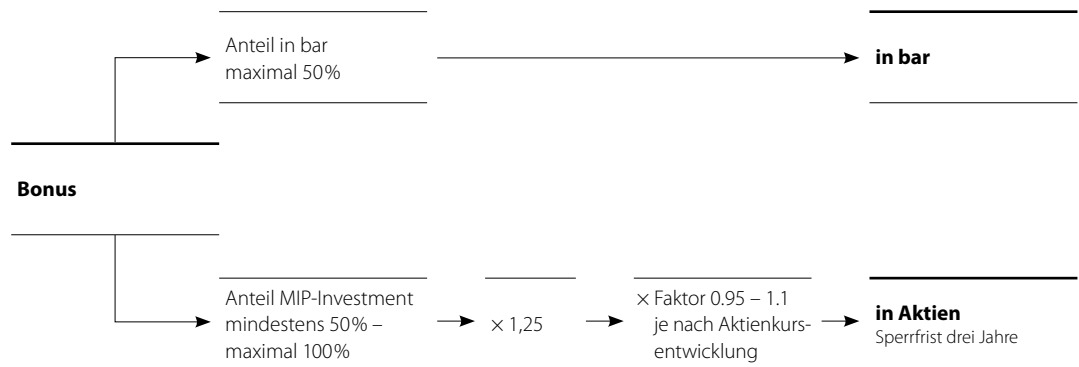 Anteil in bar
maximal 50%
in bar
Bonus
Anteil MIP-Investment
mindestens 50% –
maximal 100%
× 1,25
× Faktor 0.95 – 1.1
je nach Aktienkurs-
entwicklung
in Aktien
Sperrfrist drei Jahre